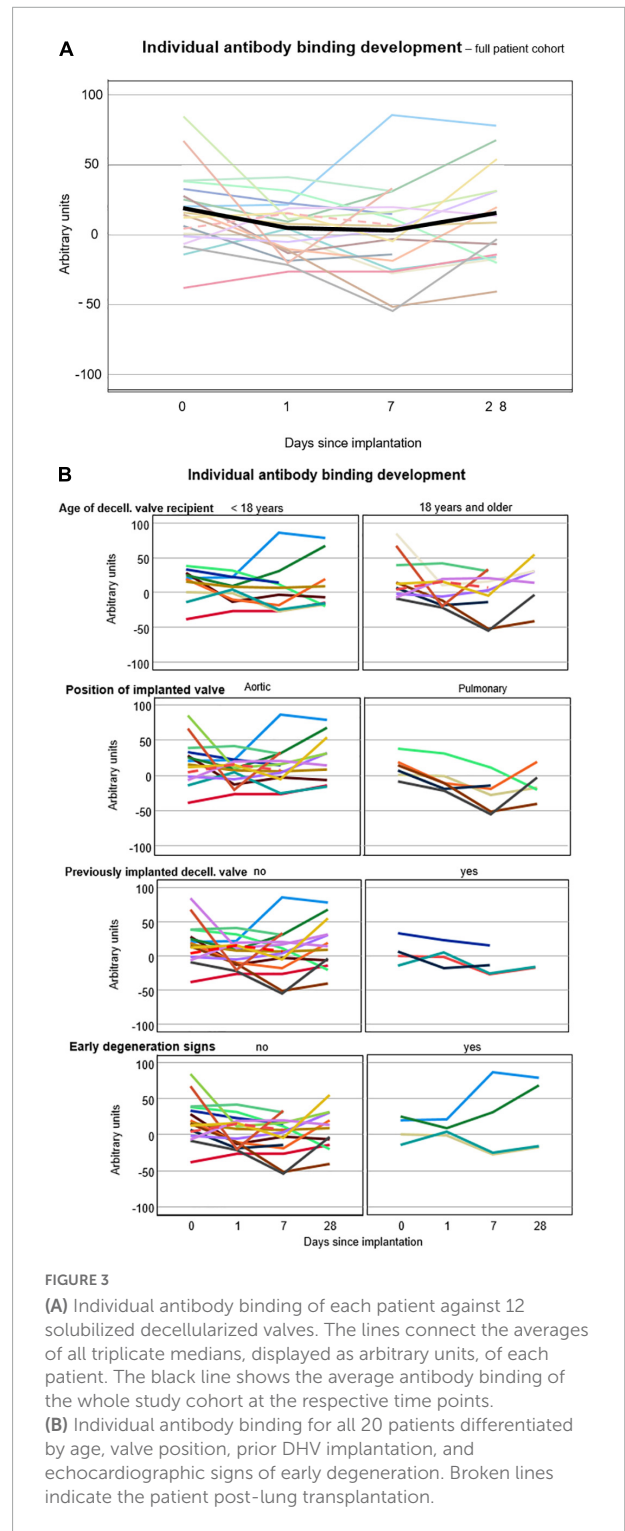 A
Individual antibody binding development – full patient cohort
100
50
0
- 50
-100
Arbitrary units
0 1 7 2 8
Days since implantation
B
Individual antibody binding development
Age of decell. valve recipient < 18 years 18 years and older
100
50
0
-50
-100
Arbitrary units
Position of implanted valve Aortic Pulmonary
100
50
0
-50
-100
Arbitrary units
Previously implanted decell. valve no yes
100
50
0
-50
-100
Arbitrary units
Early degeneration signs no yes
100
50
0
-50
-100
Arbitrary units
0 1 7 28 0 1 7 28
Days since implantation
FIGURE 3
(A) Individual antibody binding of each patient against 12
solubilized decellularized valves. The lines connect the averages
of all triplicate medians, displayed as arbitrary units, of each
patient. The black line shows the average antibody binding of
the whole study cohort at the respective time points.
(B) Individual antibody binding for all 20 patients differentiated
by age, valve position, prior DHV implantation, and
echocardiographic signs of early degeneration. Broken lines
indicate the patient post-lung transplantation.